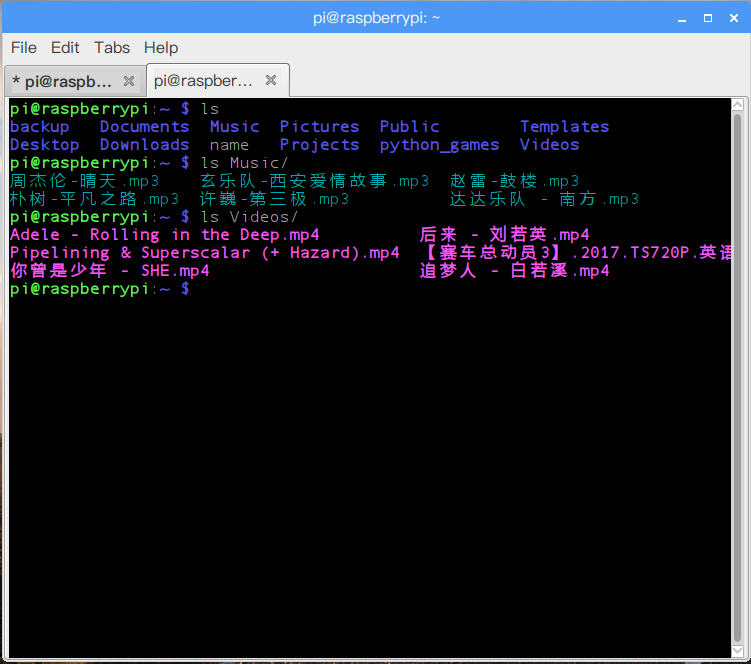 pi@raspberrypi: ~
File Edit Tabs Help
* pi@raspb... pi@raspber...
pi@raspberrypi:~ $ ls
backup Documents Music Pictures Public Templates
Desktop Downloads name Projects python_games Videos
pi@raspberrypi:~ $ ls Music/
周杰伦-晴天.mp3 玄乐队-西安爱情故事.mp3 赵雷-鼓楼.mp3
朴树-平凡之路.mp3 许巍-第三极.mp3 达达乐队 - 南方.mp3
pi@raspberrypi:~ $ ls Videos/
Adele - Rolling in the Deep.mp4 后来 - 刘若英.mp4
Pipelining & Superscalar (+ Hazard).mp4 【赛车总动员3】.2017.TS720P.英语
你曾是少年 - SHE.mp4 追梦人 - 白若溪.mp4
pi@raspberrypi:~ $